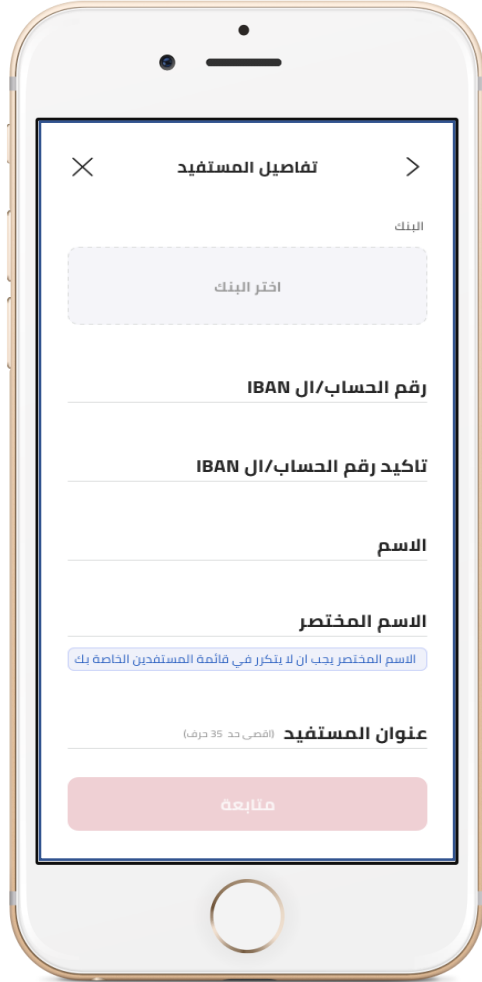 تفاصيل المستفيد
البنك
اختر البنك
رقم الحساب/ال IBAN
تاكيد رقم الحساب/ال IBAN
الاسم
الاسم المختصر
الاسم المختصر يجب ان لا يتكرر في قائمة المستفدين الخاصة بك
عنوان المستفيد (اقصى حد 35 حرف)
متابعة